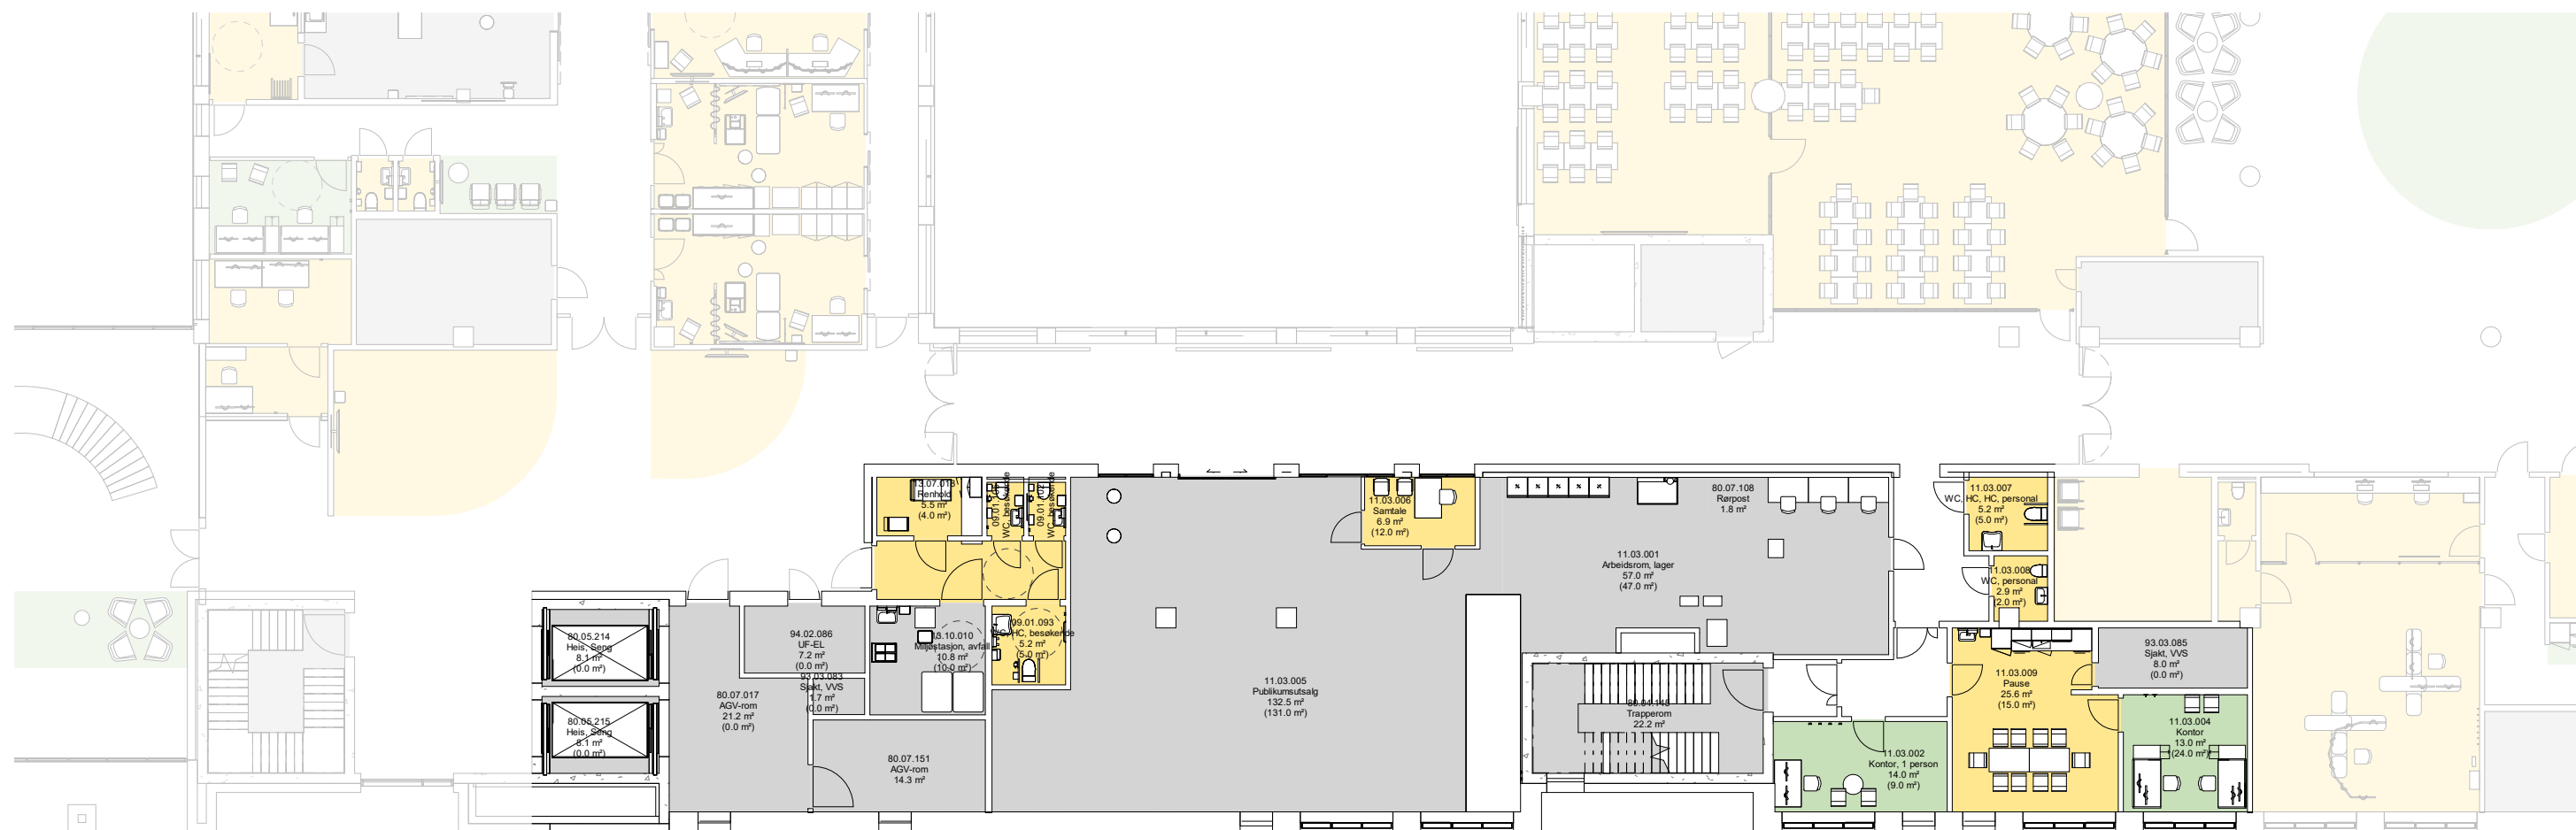 13.07.018
Renhold
5.5 m²
(4.0 m²)
WC, besøkende
WC, besøkende
11.03.006
Samtale
6.9 m²
(12.0 m²)
80.07.108
Rørpost
1.8 m²
11.03.007
WC, HC, HC, personal
5.2 m²
(5.0 m²)
11.03.001
Arbeidsrom, lager
57.0 m²
(47.0 m²)
11.03.008
WC, personal
2.9 m²
(2.0 m²)
80.05.214
Heis, Seng
8.1 m²
(0.0 m²)
94.02.086
UF-EL
7.2 m²
(0.0 m²)
13.10.010
Miljøstasjon, avfall
10.8 m²
(10.0 m²)
09.01.093
WC, HC, besøkende
5.2 m²
(5.0 m²)
93.03.083
Sjakt, VVS
1.7 m²
(0.0 m²)
80.07.017
AGV-rom
21.2 m²
(0.0 m²)
80.05.215
Heis, Seng
8.1 m²
(0.0 m²)
80.07.151
AGV-rom
14.3 m²
11.03.005
Publikumsutsalg
132.5 m²
(131.0 m²)
Trapperom
22.2 m²
93.03.085
Sjakt, VVS
8.0 m²
(0.0 m²)
11.03.009
Pause
25.6 m²
(15.0 m²)
11.03.002
Kontor, 1 person
14.0 m²
(9.0 m²)
11.03.004
Kontor
13.0 m²
(24.0 m²)